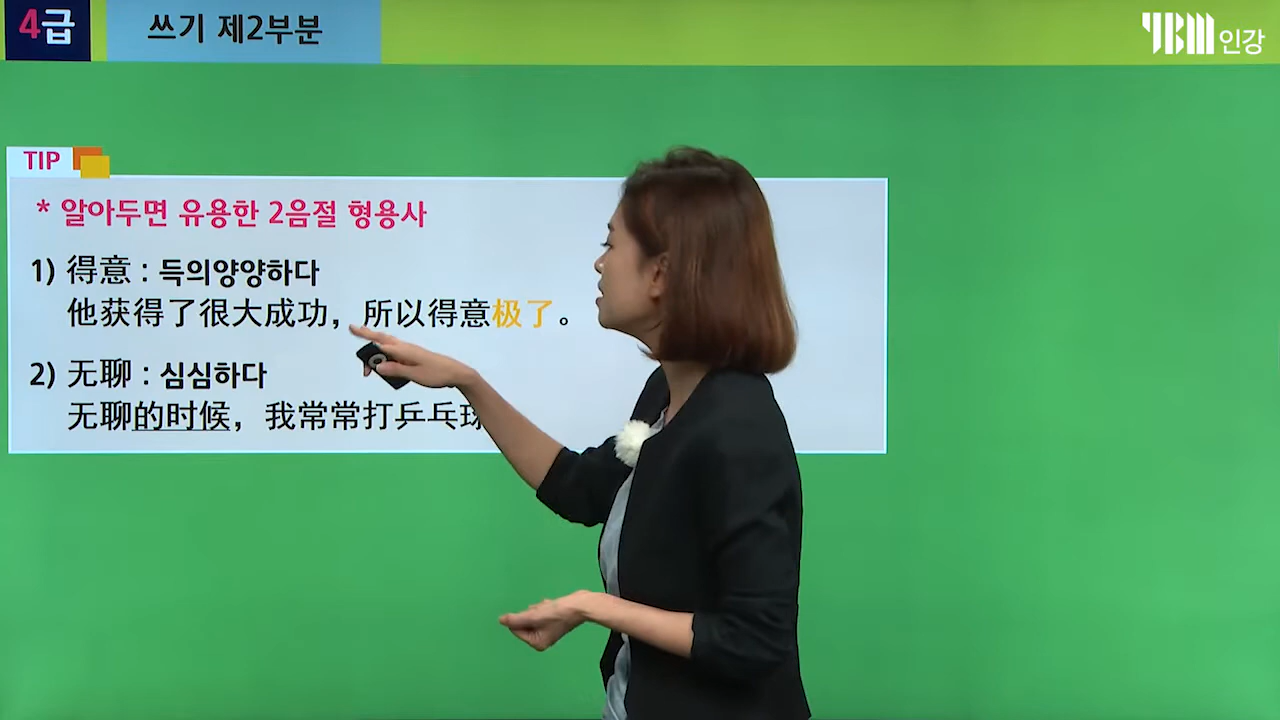 4급
쓰기 제2부분
YBM인강
TIP
* 알아두면 유용한 2음절 형용사
1) 得意 : 득의양양하다
他获得了很大成功，所以得意极了。
2) 无聊 : 심심하다
无聊的时候，我常常打乒乓